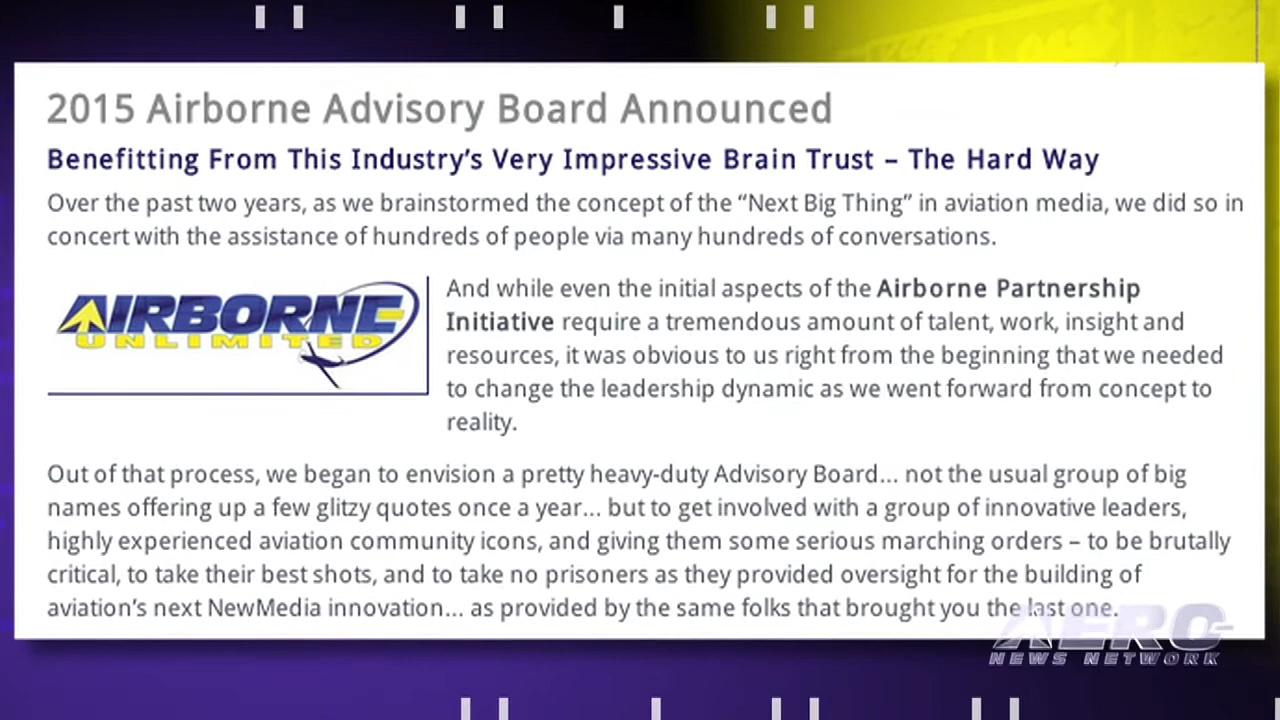 2015 Airborne Advisory Board Announced
Benefitting From This Industry’s Very Impressive Brain Trust – The Hard Way
Over the past two years, as we brainstormed the concept of the “Next Big Thing” in aviation media, we did so in
concert with the assistance of hundreds of people via many hundreds of conversations.
AIRBORNE
UNLIMITED
And while even the initial aspects of the Airborne Partnership
Initiative require a tremendous amount of talent, work, insight and
resources, it was obvious to us right from the beginning that we needed
to change the leadership dynamic as we went forward from concept to
reality.
Out of that process, we began to envision a pretty heavy-duty Advisory Board... not the usual group of big
names offering up a few glitzy quotes once a year... but to get involved with a group of innovative leaders,
highly experienced aviation community icons, and giving them some serious marching orders – to be brutally
critical, to take their best shots, and to take no prisoners as they provided oversight for the building of
aviation’s next NewMedia innovation... as provided by the same folks that brought you the last one.
AERO
NEWS NETWORK